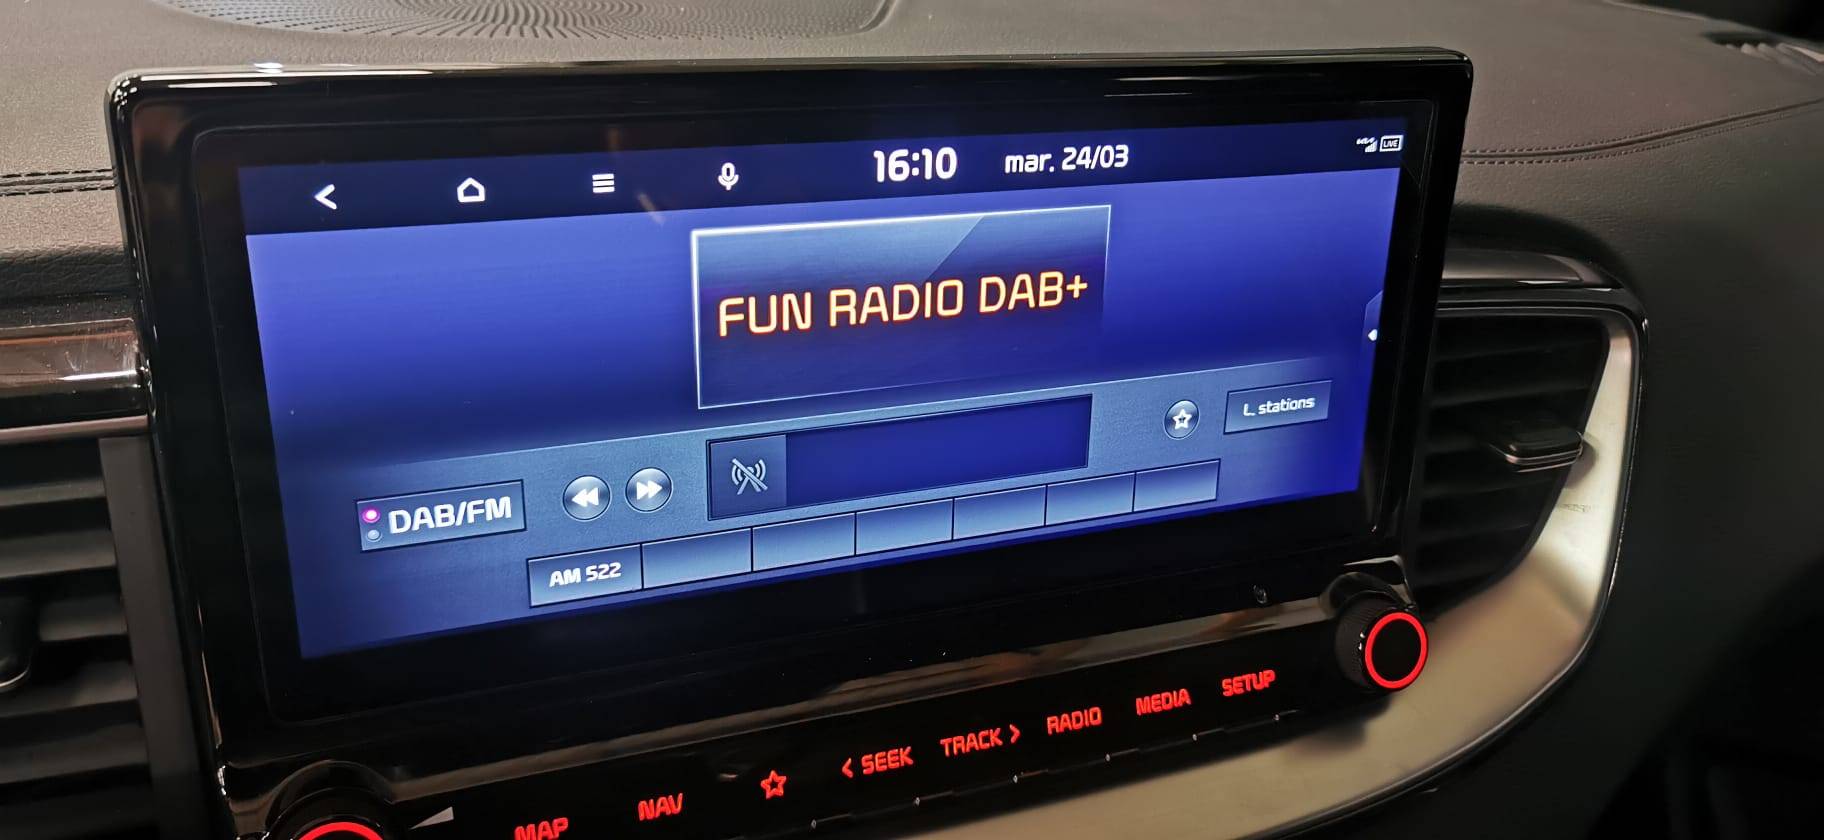 16:10 mar. 24/03
LIVE
FUN RADIO DAB+
L. stations
DAB/FM
AM 522
MAP NAV < SEEK TRACK > RADIO MEDIA SETUP